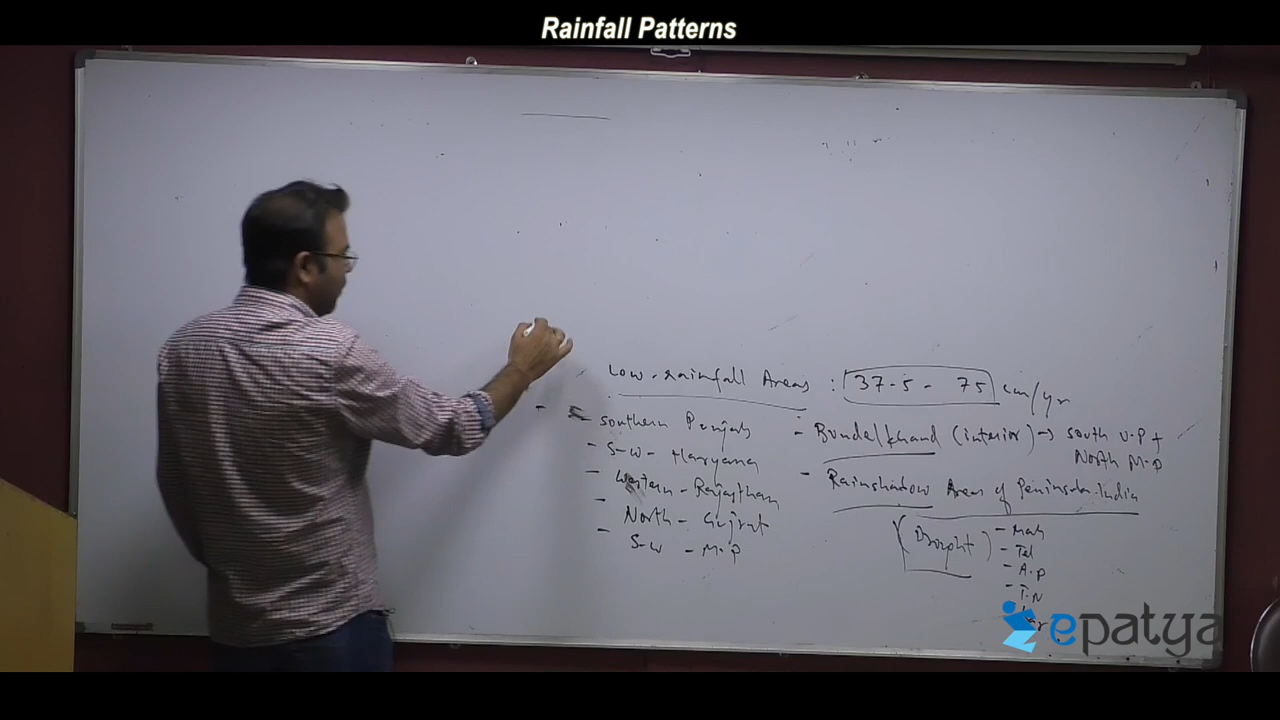 Rainfall Patterns
Low-rainfall Areas : 37.5 - 75 cm/yr
- Southern Punjab
- S-W- Haryana
- Western - Rajasthan
- North - Gujrat
- S-W - M.P
- Bundelkhand (interior) → South U.P +
North M.P
- Rainshadow Areas of Peninsular India
(Drought)
- Mah
- Tel
- A.P
- T.N
epatya